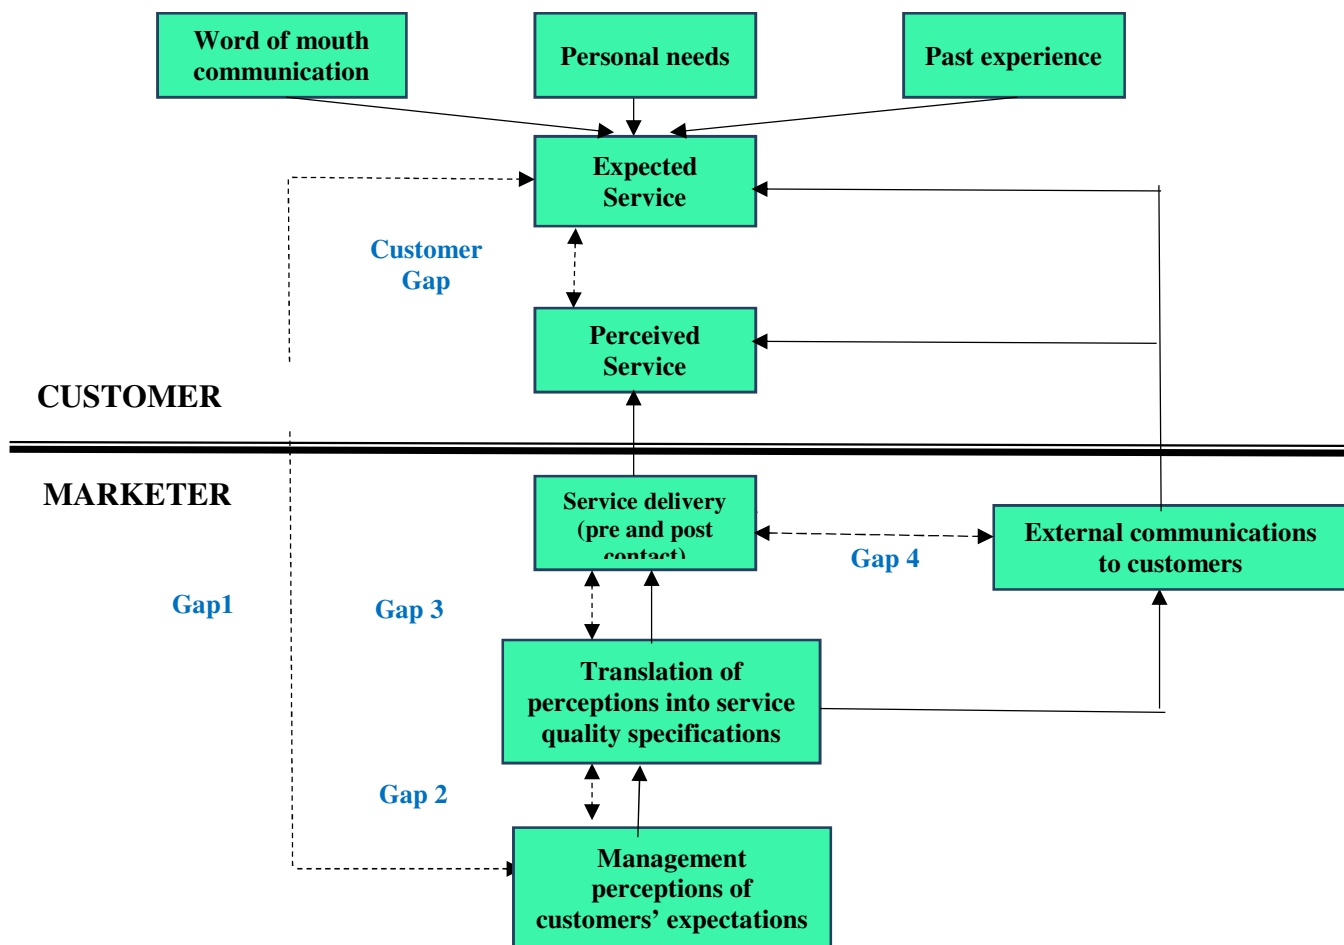 Word of mouth
communication
Personal needs
Past experience
Expected
Service
Customer
Gap
Perceived
Service
CUSTOMER
MARKETER
Service delivery
(pre and post
contact)
External communications
to customers
Gap 4
Gap1
Gap 3
Translation of
perceptions into service
quality specifications
Gap 2
Management
perceptions of
customers’ expectations